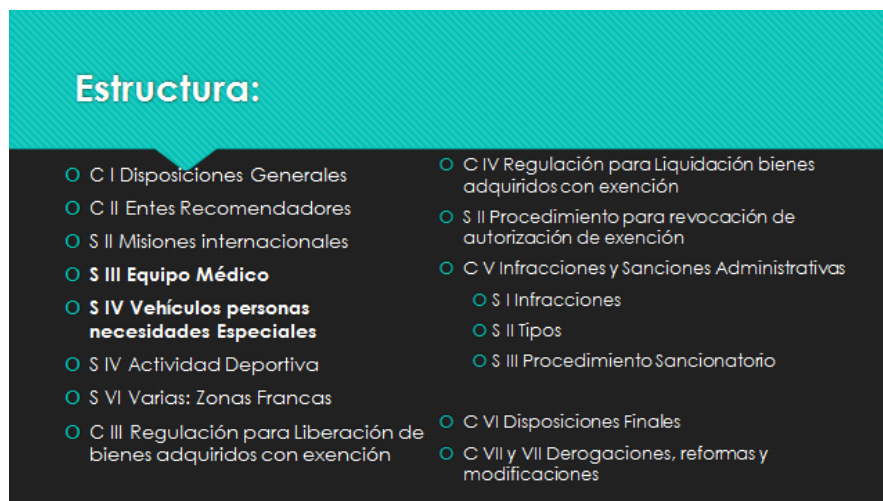 Estructura:
O C I Disposiciones Generales
O C II Entes Recomendadores
O S II Misiones internacionales
O S III Equipo Médico
O S IV Vehículos personas
necesidades Especiales
O S IV Actividad Deportiva
O S VI Varias: Zonas Francas
O C III Regulación para Liberación de
bienes adquiridos con exención
O C IV Regulación para Liquidación bienes
adquiridos con exención
O S II Procedimiento para revocación de
autorización de exención
O C V Infracciones y Sanciones Administrativas
O S I Infracciones
O S II Tipos
O S III Procedimiento Sancionatorio
O C VI Disposiciones Finales
O C VII y VII Derogaciones, reformas y
modificaciones